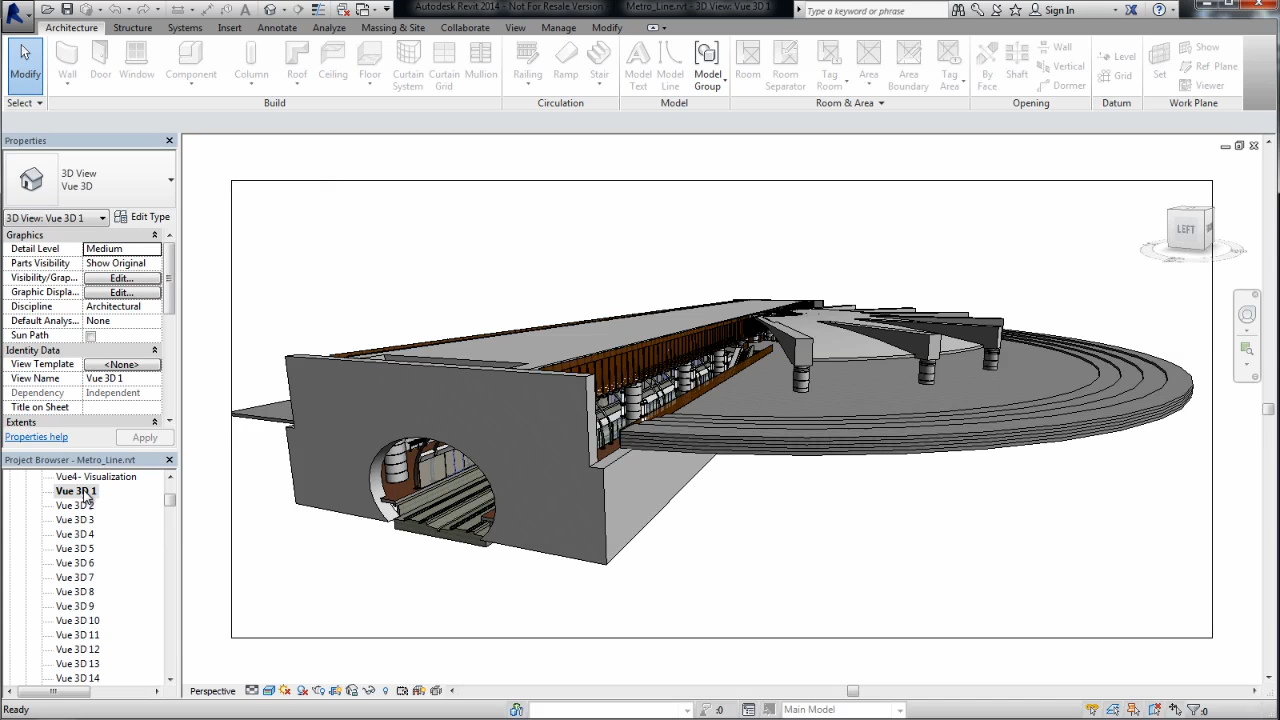 Autodesk Revit 2014 - Not For Resale Version - Metro_Line.rvt - 3D View: Vue 3D 1
Type a keyword or phrase
Sign In
Architecture Structure Systems Insert Annotate Analyze Massing & Site Collaborate View Manage Modify
Modify Wall Door Window Component Column Roof Ceiling Floor Curtain System Curtain Grid Mullion Railing Ramp Stair Model Text Model Line Model Group Room Room Separator Tag Room Area Area Boundary Tag Area By Face Shaft Wall Vertical Dormer Level Grid Set Show Ref Plane Viewer
Select Build Circulation Model Room & Area Opening Datum Work Plane
Properties
3D View
Vue 3D
3D View: Vue 3D 1 Edit Type
Graphics
Detail Level Medium
Parts Visibility Show Original
Visibility/Grap... Edit...
Graphic Displa... Edit...
Discipline Architectural
Default Analys... None
Sun Path
Identity Data
View Template <None>
View Name Vue 3D 1
Dependency Independent
Title on Sheet
Extents
Properties help Apply
Project Browser - Metro_Line.rvt
Vue4- Visualization
Vue 3D 1
Vue 3D 2
Vue 3D 3
Vue 3D 4
Vue 3D 5
Vue 3D 6
Vue 3D 7
Vue 3D 8
Vue 3D 9
Vue 3D 10
Vue 3D 11
Vue 3D 12
Vue 3D 13
Vue 3D 14
LEFT
Perspective
Ready
:0
Main Model
:0